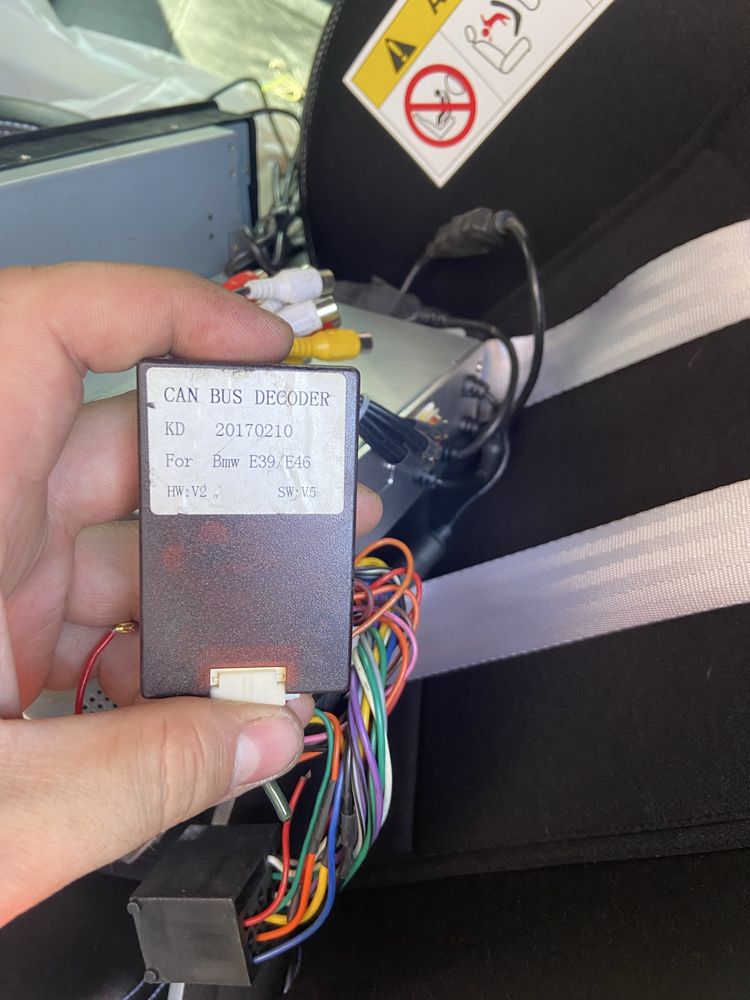 CAN BUS DECODER
KD 20170210
For Bmw E39/E46
HW:V2 SW:V5